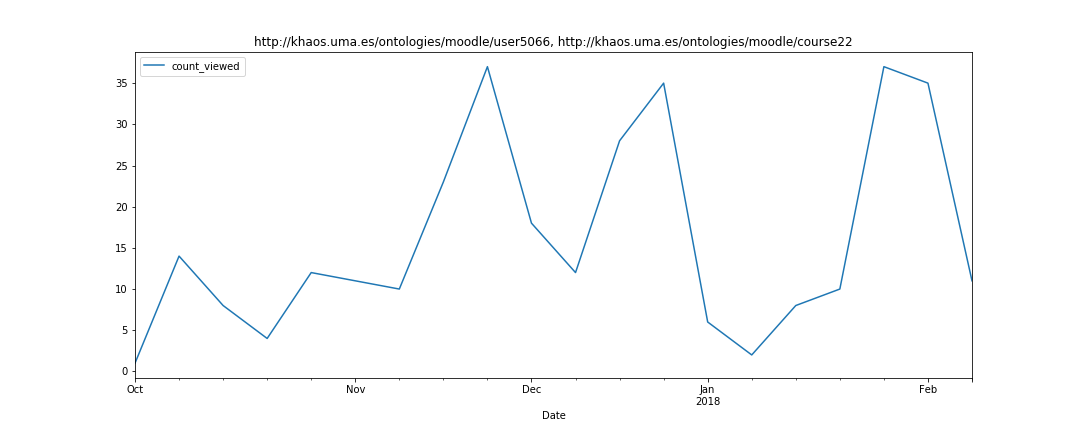 http://khaos.uma.es/ontologies/moodle/user5066, http://khaos.uma.es/ontologies/moodle/course22
count_viewed
35
30
25
20
15
10
5
0
Oct Nov Dec Jan Feb
2018
Date